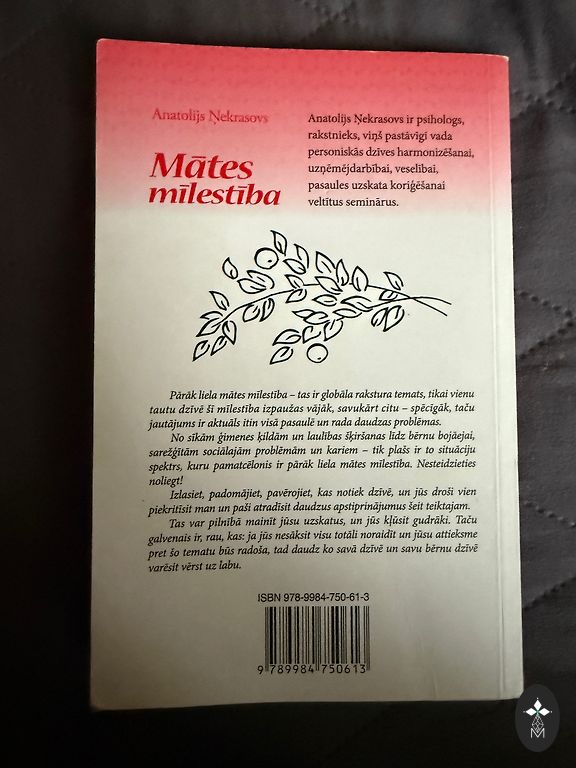 Anatolijs Ņekrasovs
Mātes
mīlestība
Anatolijs Ņekrasovs ir psihologs,
rakstnieks, viņš pastāvīgi vada
personiskās dzīves harmonizēšanai,
uzņēmējdarbībai, veselībai,
pasaules uzskata koriģēšanai
veltītus seminārus.
Pārāk liela mātes mīlestība – tas ir globāla rakstura temats, tikai vienu
tautu dzīvē šī mīlestība izpaužas vājāk, savukārt citu – spēcīgāk, taču
jautājums ir aktuāls itin visā pasaulē un rada daudzas problēmas.
No sīkām ģimenes ķildām un laulības šķiršanas līdz bērnu bojāejai,
sarežģītām sociālajām problēmām un kariem – tik plašs ir to situāciju
spektrs, kuru pamatcēlonis ir pārāk liela mātes mīlestība. Nesteidzieties
noliegt!
Izlasiet, padomājiet, pavērojiet, kas notiek dzīvē, un jūs droši vien
piekritīsit man un paši atradīsit daudzus apstiprinājumus šeit teiktajam.
Tas var pilnībā mainīt jūsu uzskatus, un jūs kļūsit gudrāki. Taču
galvenais ir, rau, kas: ja jūs nesāksit visu totāli noraidīt un jūsu attieksme
pret šo tematu būs radoša, tad daudz ko savā dzīvē un savu bērnu dzīvē
varēsit vērst uz labu.
ISBN 978-9984-750-61-3
9 789984 750613
M